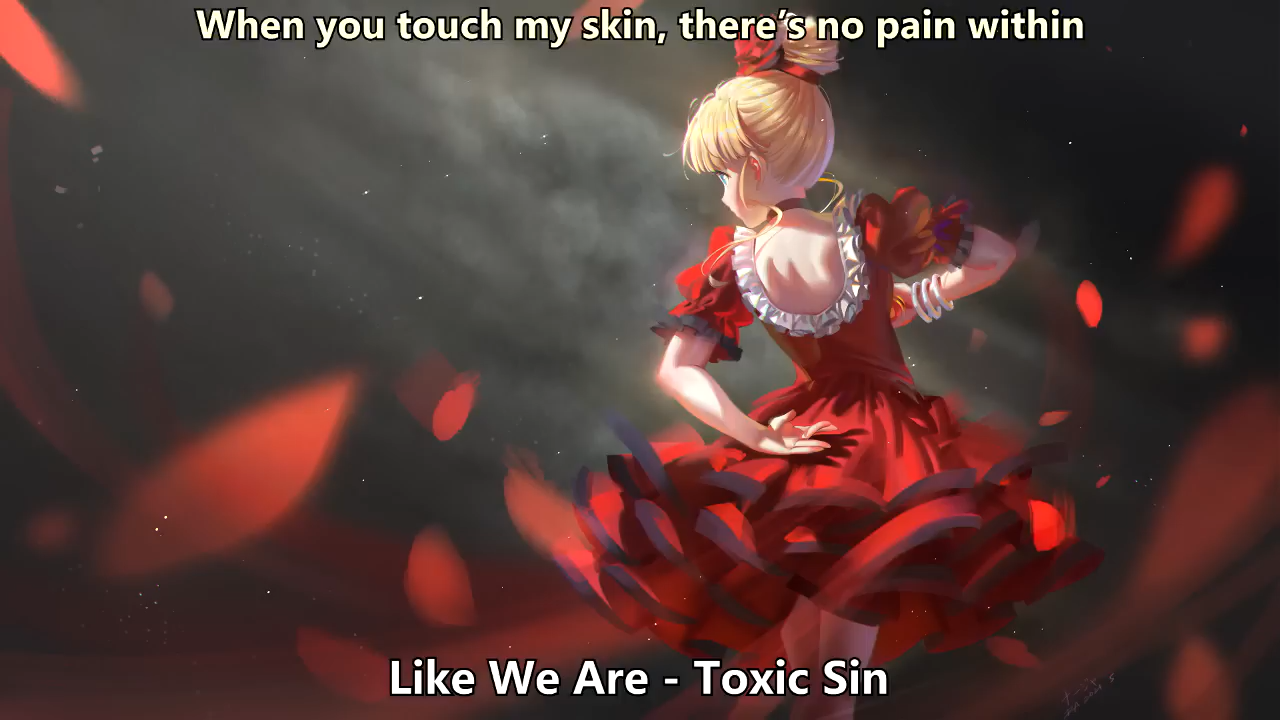 When you touch my skin, there's no pain within
Like We Are - Toxic Sin